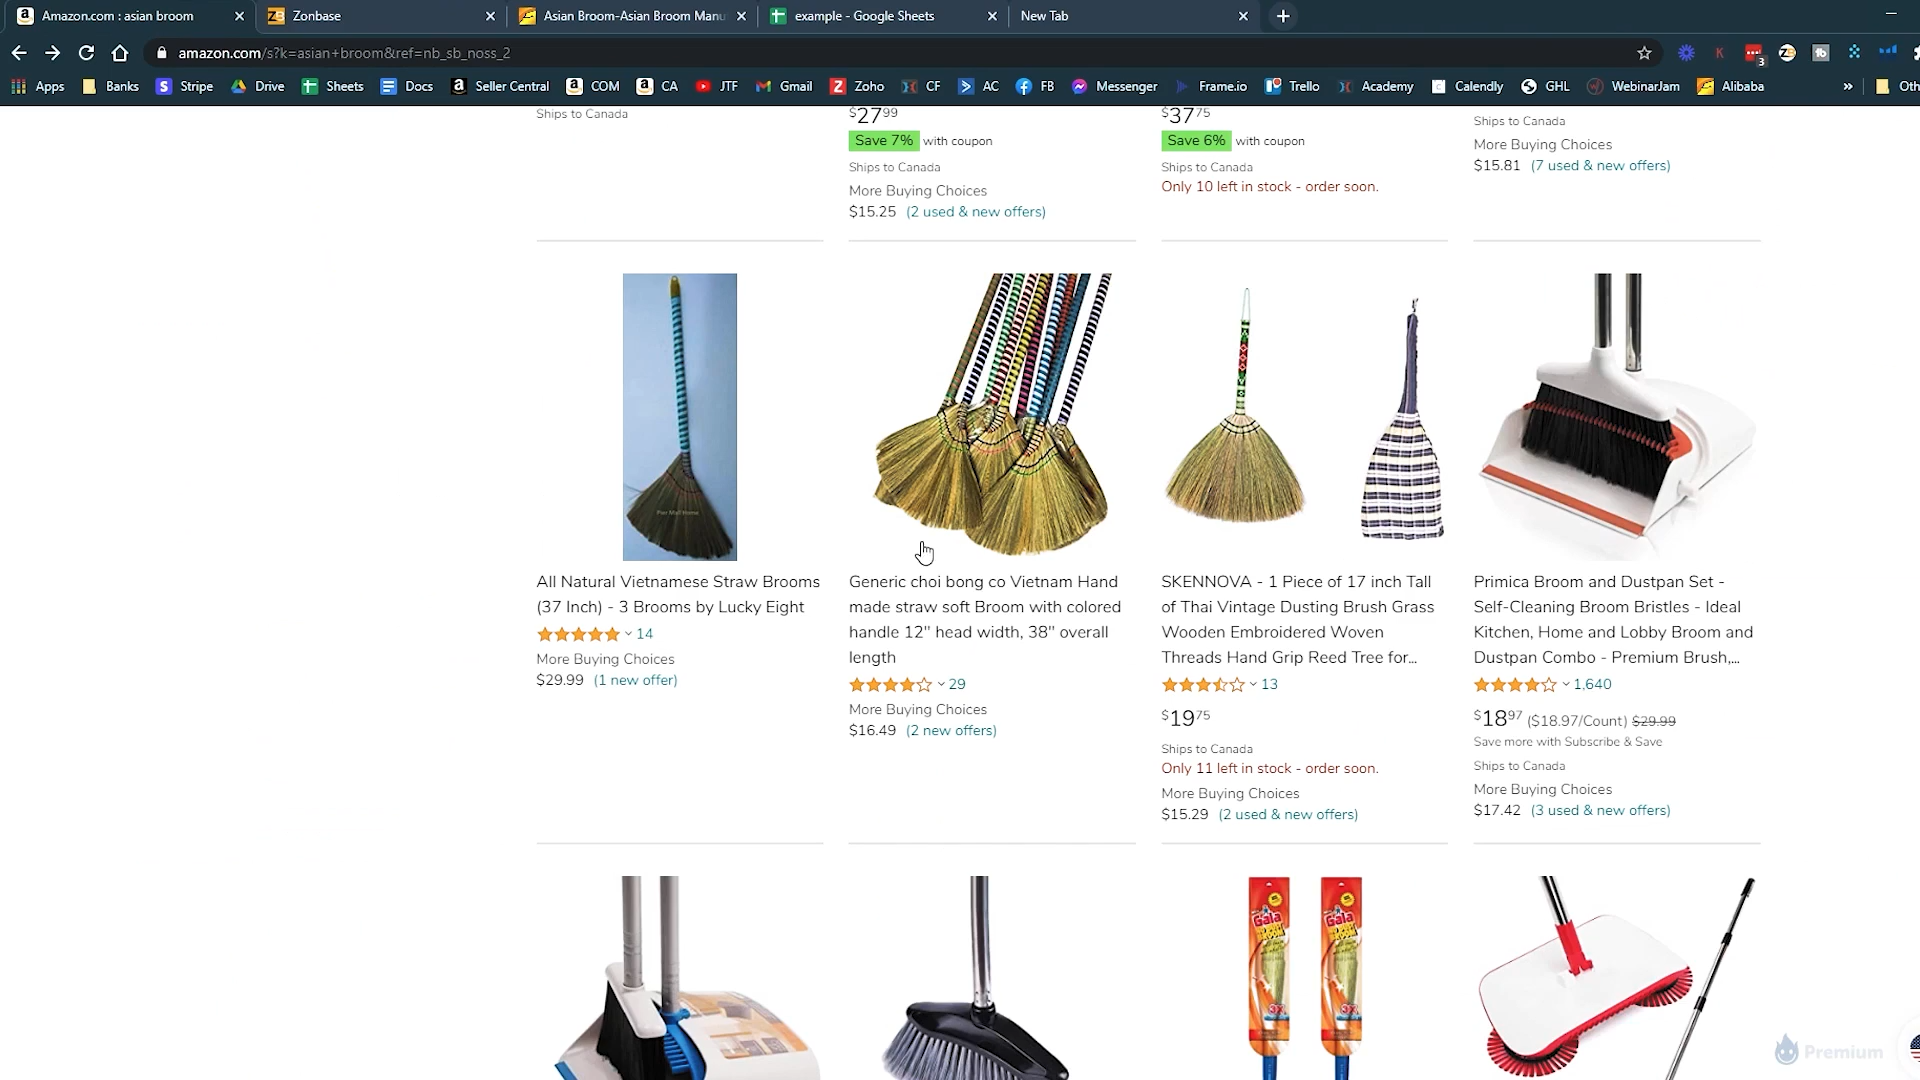 Amazon.com : asian broom
Zonbase
Asian Broom-Asian Broom Manu
example - Google Sheets
New Tab
amazon.com/s?k=asian+broom&ref=nb_sb_noss_2
3
Apps Banks Stripe Drive Sheets Docs Seller Central COM CA JTF Gmail Zoho CF AC FB Messenger Frame.io Trello Academy Calendly GHL WebinarJam Alibaba » Oth
Ships to Canada
$27 99
Save 7% with coupon
Ships to Canada
More Buying Choices
$15.25 (2 used & new offers)
$37 75
Save 6% with coupon
Ships to Canada
Only 10 left in stock - order soon.
Ships to Canada
More Buying Choices
$15.81 (7 used & new offers)
Pier Mall Home
All Natural Vietnamese Straw Brooms
(37 Inch) - 3 Brooms by Lucky Eight
14
More Buying Choices
$29.99 (1 new offer)
Generic choi bong co Vietnam Hand
made straw soft Broom with colored
handle 12" head width, 38" overall
length
29
More Buying Choices
$16.49 (2 new offers)
SKENNOVA - 1 Piece of 17 inch Tall
of Thai Vintage Dusting Brush Grass
Wooden Embroidered Woven
Threads Hand Grip Reed Tree for...
13
$19 75
Ships to Canada
Only 11 left in stock - order soon.
More Buying Choices
$15.29 (2 used & new offers)
Primica Broom and Dustpan Set -
Self-Cleaning Broom Bristles - Ideal
Kitchen, Home and Lobby Broom and
Dustpan Combo - Premium Brush,...
1,640
$18 97 ($18.97/Count) $29.99
Save more with Subscribe & Save
Ships to Canada
More Buying Choices
$17.42 (3 used & new offers)
Gala
Gala
Premium